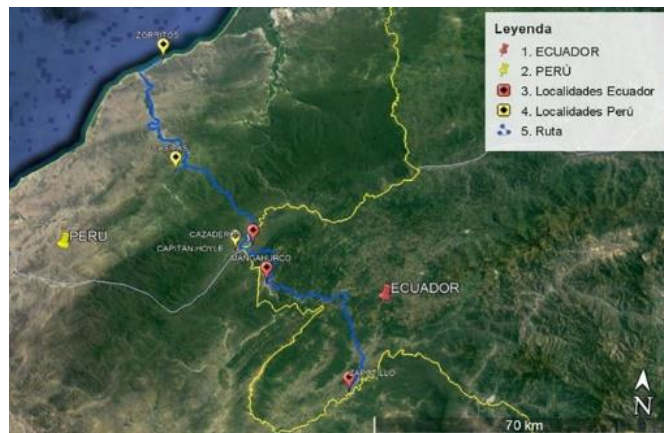 Leyenda
1. ECUADOR
2. PERÚ
3. Localidades Ecuador
4. Localidades Perú
5. Ruta
ZORRITOS
CAPITAN HOYLE
MANGAHURCO
PERU
ECUADOR
70 km
N